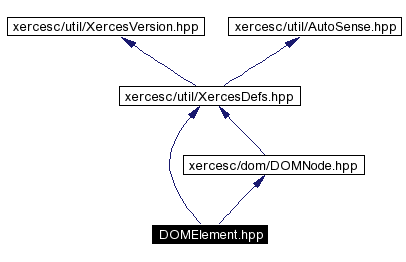 xercesc/util/XercesVersion.hpp
xercesc/util/AutoSense.hpp
xercesc/util/XercesDefs.hpp
xercesc/dom/DOMNode.hpp
DOMElement.hpp